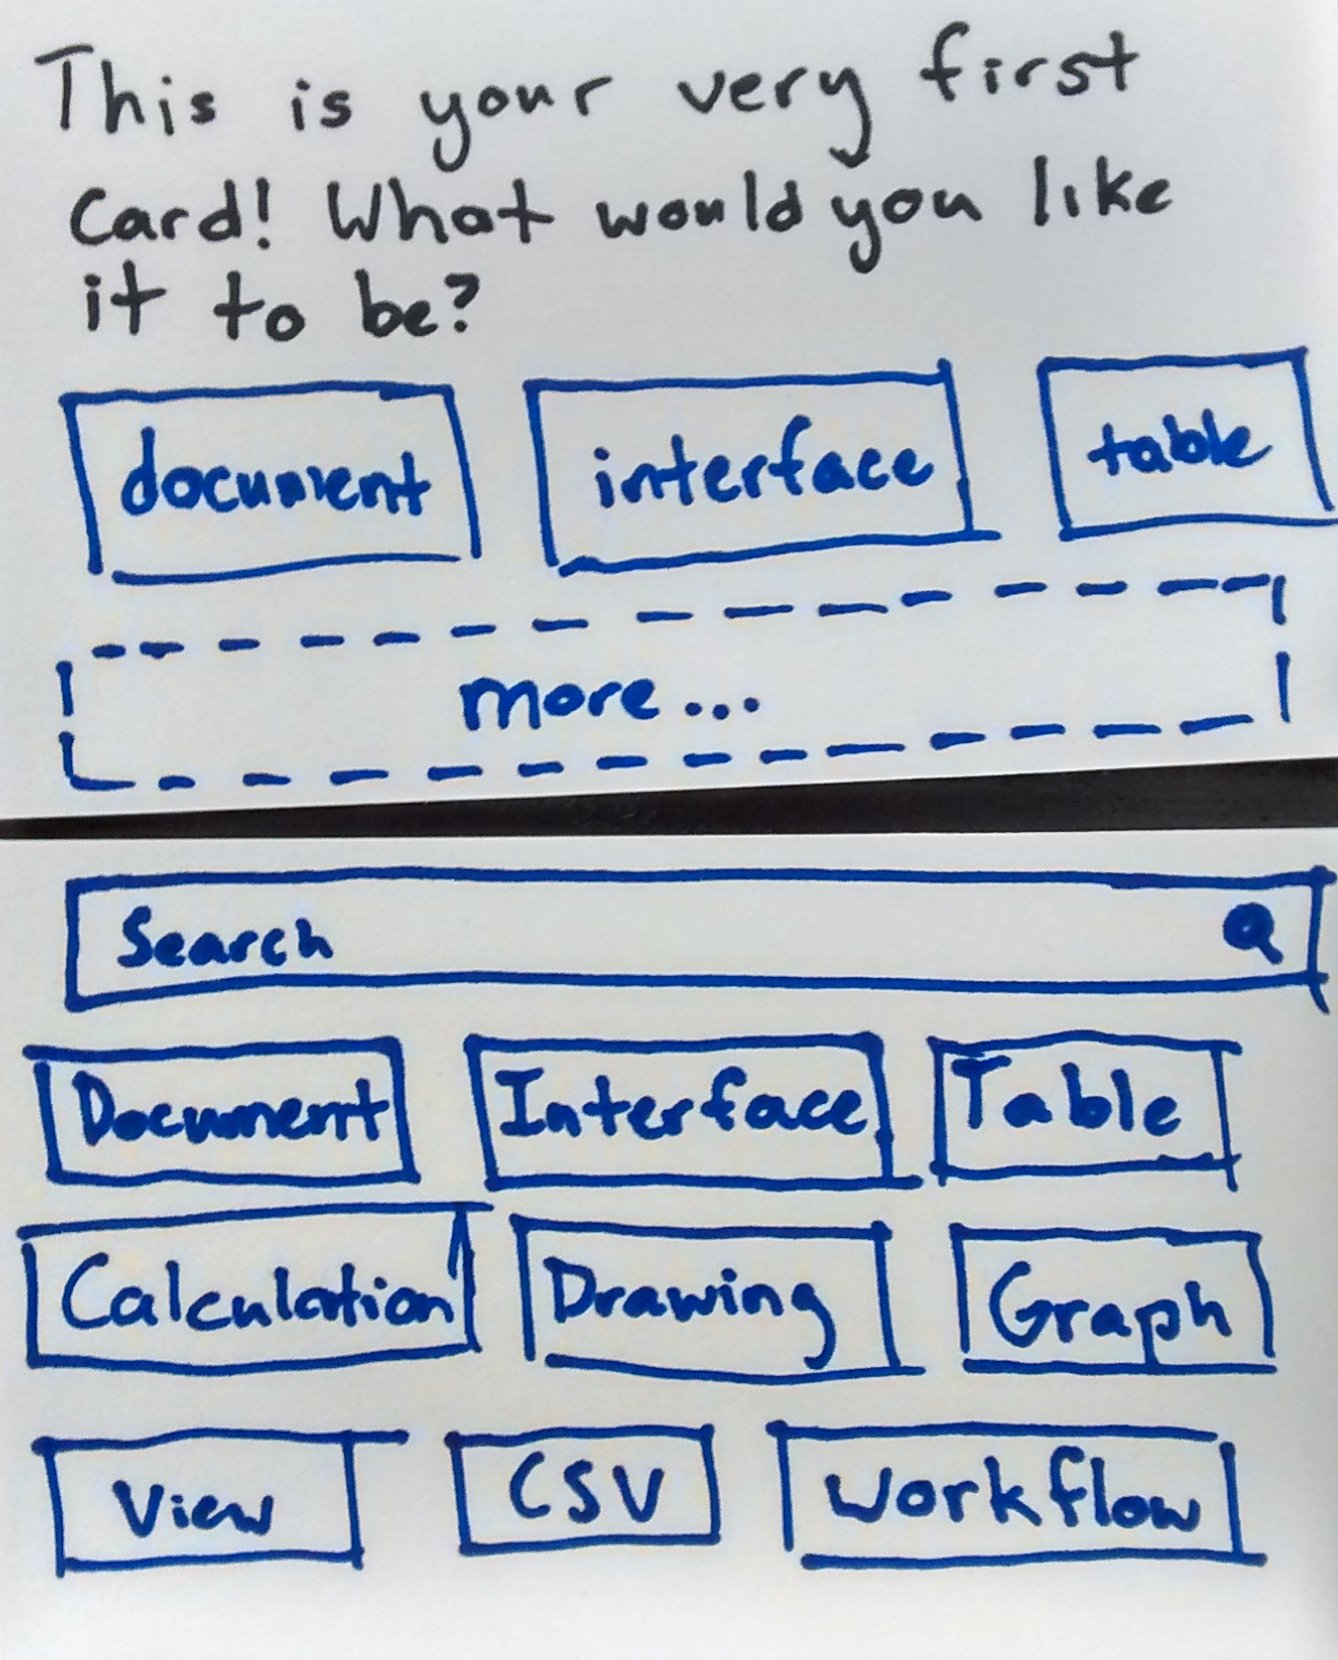 This is your very first
Card! What would you like
it to be?
document interface table
more...
Search
Document Interface Table
Calculation Drawing Graph
View CSV Workflow